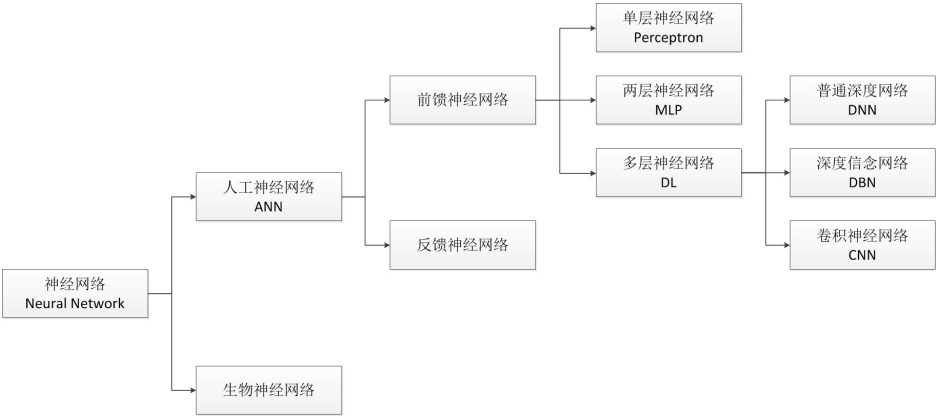 单层神经网络
Perceptron
前馈神经网络
两层神经网络
MLP
普通深度网络
DNN
多层神经网络
DL
深度信念网络
DBN
人工神经网络
ANN
反馈神经网络
卷积神经网络
CNN
神经网络
Neural Network
生物神经网络